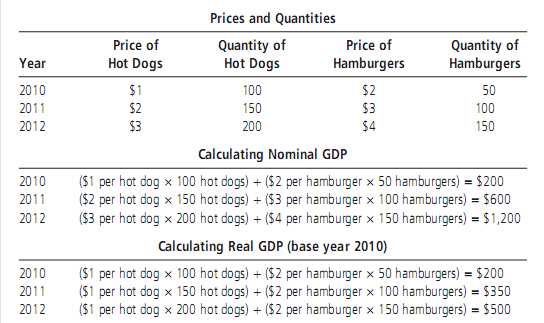 Prices and Quantities
Price of Quantity of Price of Quantity of
Year Hot Dogs Hot Dogs Hamburgers Hamburgers
2010 $1 100 $2 50
2011 $2 150 $3 100
2012 $3 200 $4 150
Calculating Nominal GDP
2010 ($1 per hot dog × 100 hot dogs) + ($2 per hamburger × 50 hamburgers) = $200
2011 ($2 per hot dog × 150 hot dogs) + ($3 per hamburger × 100 hamburgers) = $600
2012 ($3 per hot dog × 200 hot dogs) + ($4 per hamburger × 150 hamburgers) = $1,200
Calculating Real GDP (base year 2010)
2010 ($1 per hot dog × 100 hot dogs) + ($2 per hamburger × 50 hamburgers) = $200
2011 ($1 per hot dog × 150 hot dogs) + ($2 per hamburger × 100 hamburgers) = $350
2012 ($1 per hot dog × 200 hot dogs) + ($2 per hamburger × 150 hamburgers) = $500